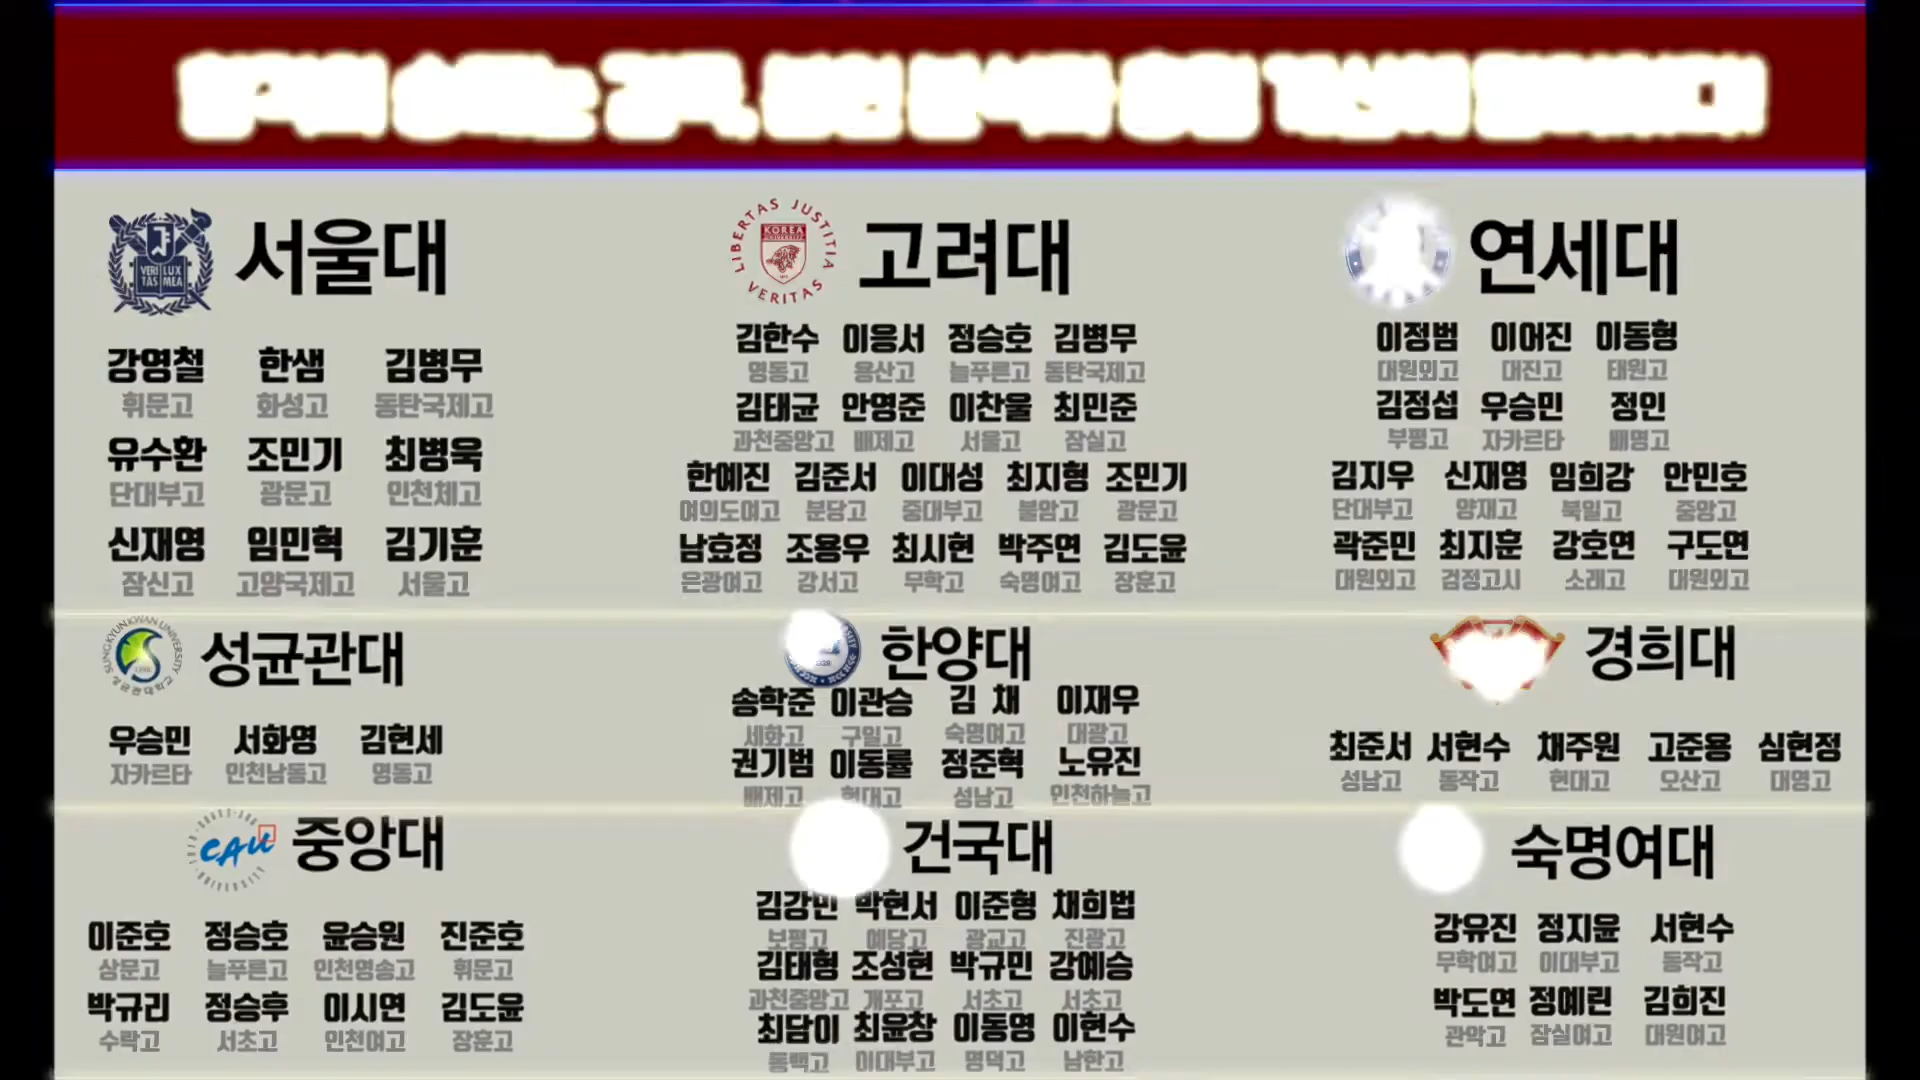 서울대
강영철 한샘 김병무
휘문고 화성고 동탄국제고
유수환 조민기 최병욱
단대부고 광문고 인천체고
신재영 임민혁 김기훈
잠신고 고양국제고 서울고
LIBERTAS JUSTITIA VERITAS
KOREA
고려대
김한수 이응서 정승호 김병무
영동고 용산고 늘푸른고 동탄국제고
김태균 안영준 이찬울 최민준
과천중앙고 배제고 서울고 잠실고
한예진 김준서 이대성 최지형 조민기
여의도여고 분당고 중대부고 불암고 광문고
남효정 조용우 최시현 박주연 김도윤
은광여고 강서고 무학고 숙명여고 장훈고
연세대
이정범 이어진 이동형
대원외고 대진고 태원고
김정섭 우승민 정인
부평고 자카르타 배명고
김지우 신재영 임희강 안민호
단대부고 양재고 북일고 중앙고
곽준민 최지훈 강호연 구도연
대원외고 검정고시 소래고 대원외고
성균관대
우승민 서화영 김현세
자카르타 인천남동고 영동고
한양대
송학준 이관승 김 채 이재우
세화고 구일고 숙명여고 대광고
권기범 이동률 정준혁 노유진
배제고 현대고 성남고 인천하늘고
경희대
최준서 서현수 채주원 고준용 심현정
성남고 동작고 현대고 오산고 대영고
CAU
중앙대
이준호 정승호 윤승원 진준호
상문고 늘푸른고 인천영송고 휘문고
박규리 정승후 이시연 김도윤
수락고 서초고 인천여고 장훈고
건국대
김강민 박현서 이준형 채희법
보평고 예당고 광교고 진광고
김태형 조성현 박규민 강예승
과천중앙고 개포고 서초고 서초고
최담이 최윤창 이동영 이현수
동백고 이대부고 명덕고 남한고
숙명여대
강유진 정지윤 서현수
무학여고 이대부고 동작고
박도연 정예린 김희진
관악고 잠실여고 대원여고